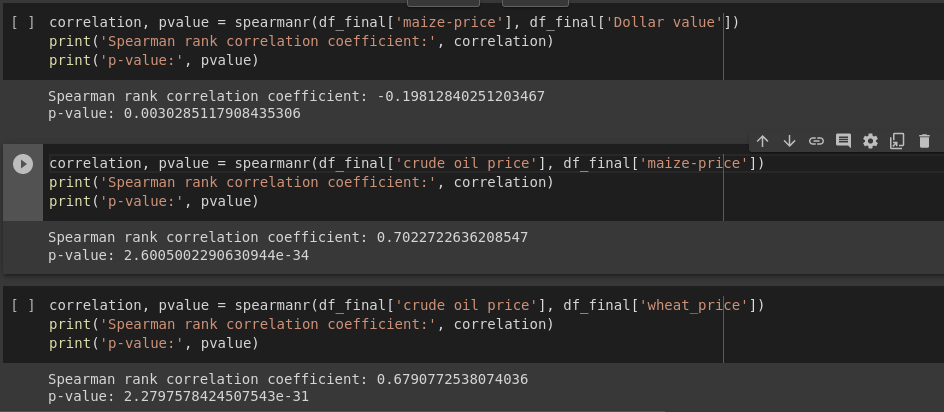 [ ] correlation, pvalue = spearmanr(df_final['maize-price'], df_final['Dollar value'])
print('Spearman rank correlation coefficient:', correlation)
print('p-value:', pvalue)
Spearman rank correlation coefficient: -0.19812840251203467
p-value: 0.0030285117908435306
correlation, pvalue = spearmanr(df_final['crude oil price'], df_final['maize-price'])
print('Spearman rank correlation coefficient:', correlation)
print('p-value:', pvalue)
Spearman rank correlation coefficient: 0.7022722636208547
p-value: 2.6005002290630944e-34
[ ] correlation, pvalue = spearmanr(df_final['crude oil price'], df_final['wheat_price'])
print('Spearman rank correlation coefficient:', correlation)
print('p-value:', pvalue)
Spearman rank correlation coefficient: 0.6790772538074036
p-value: 2.2797578424507543e-31